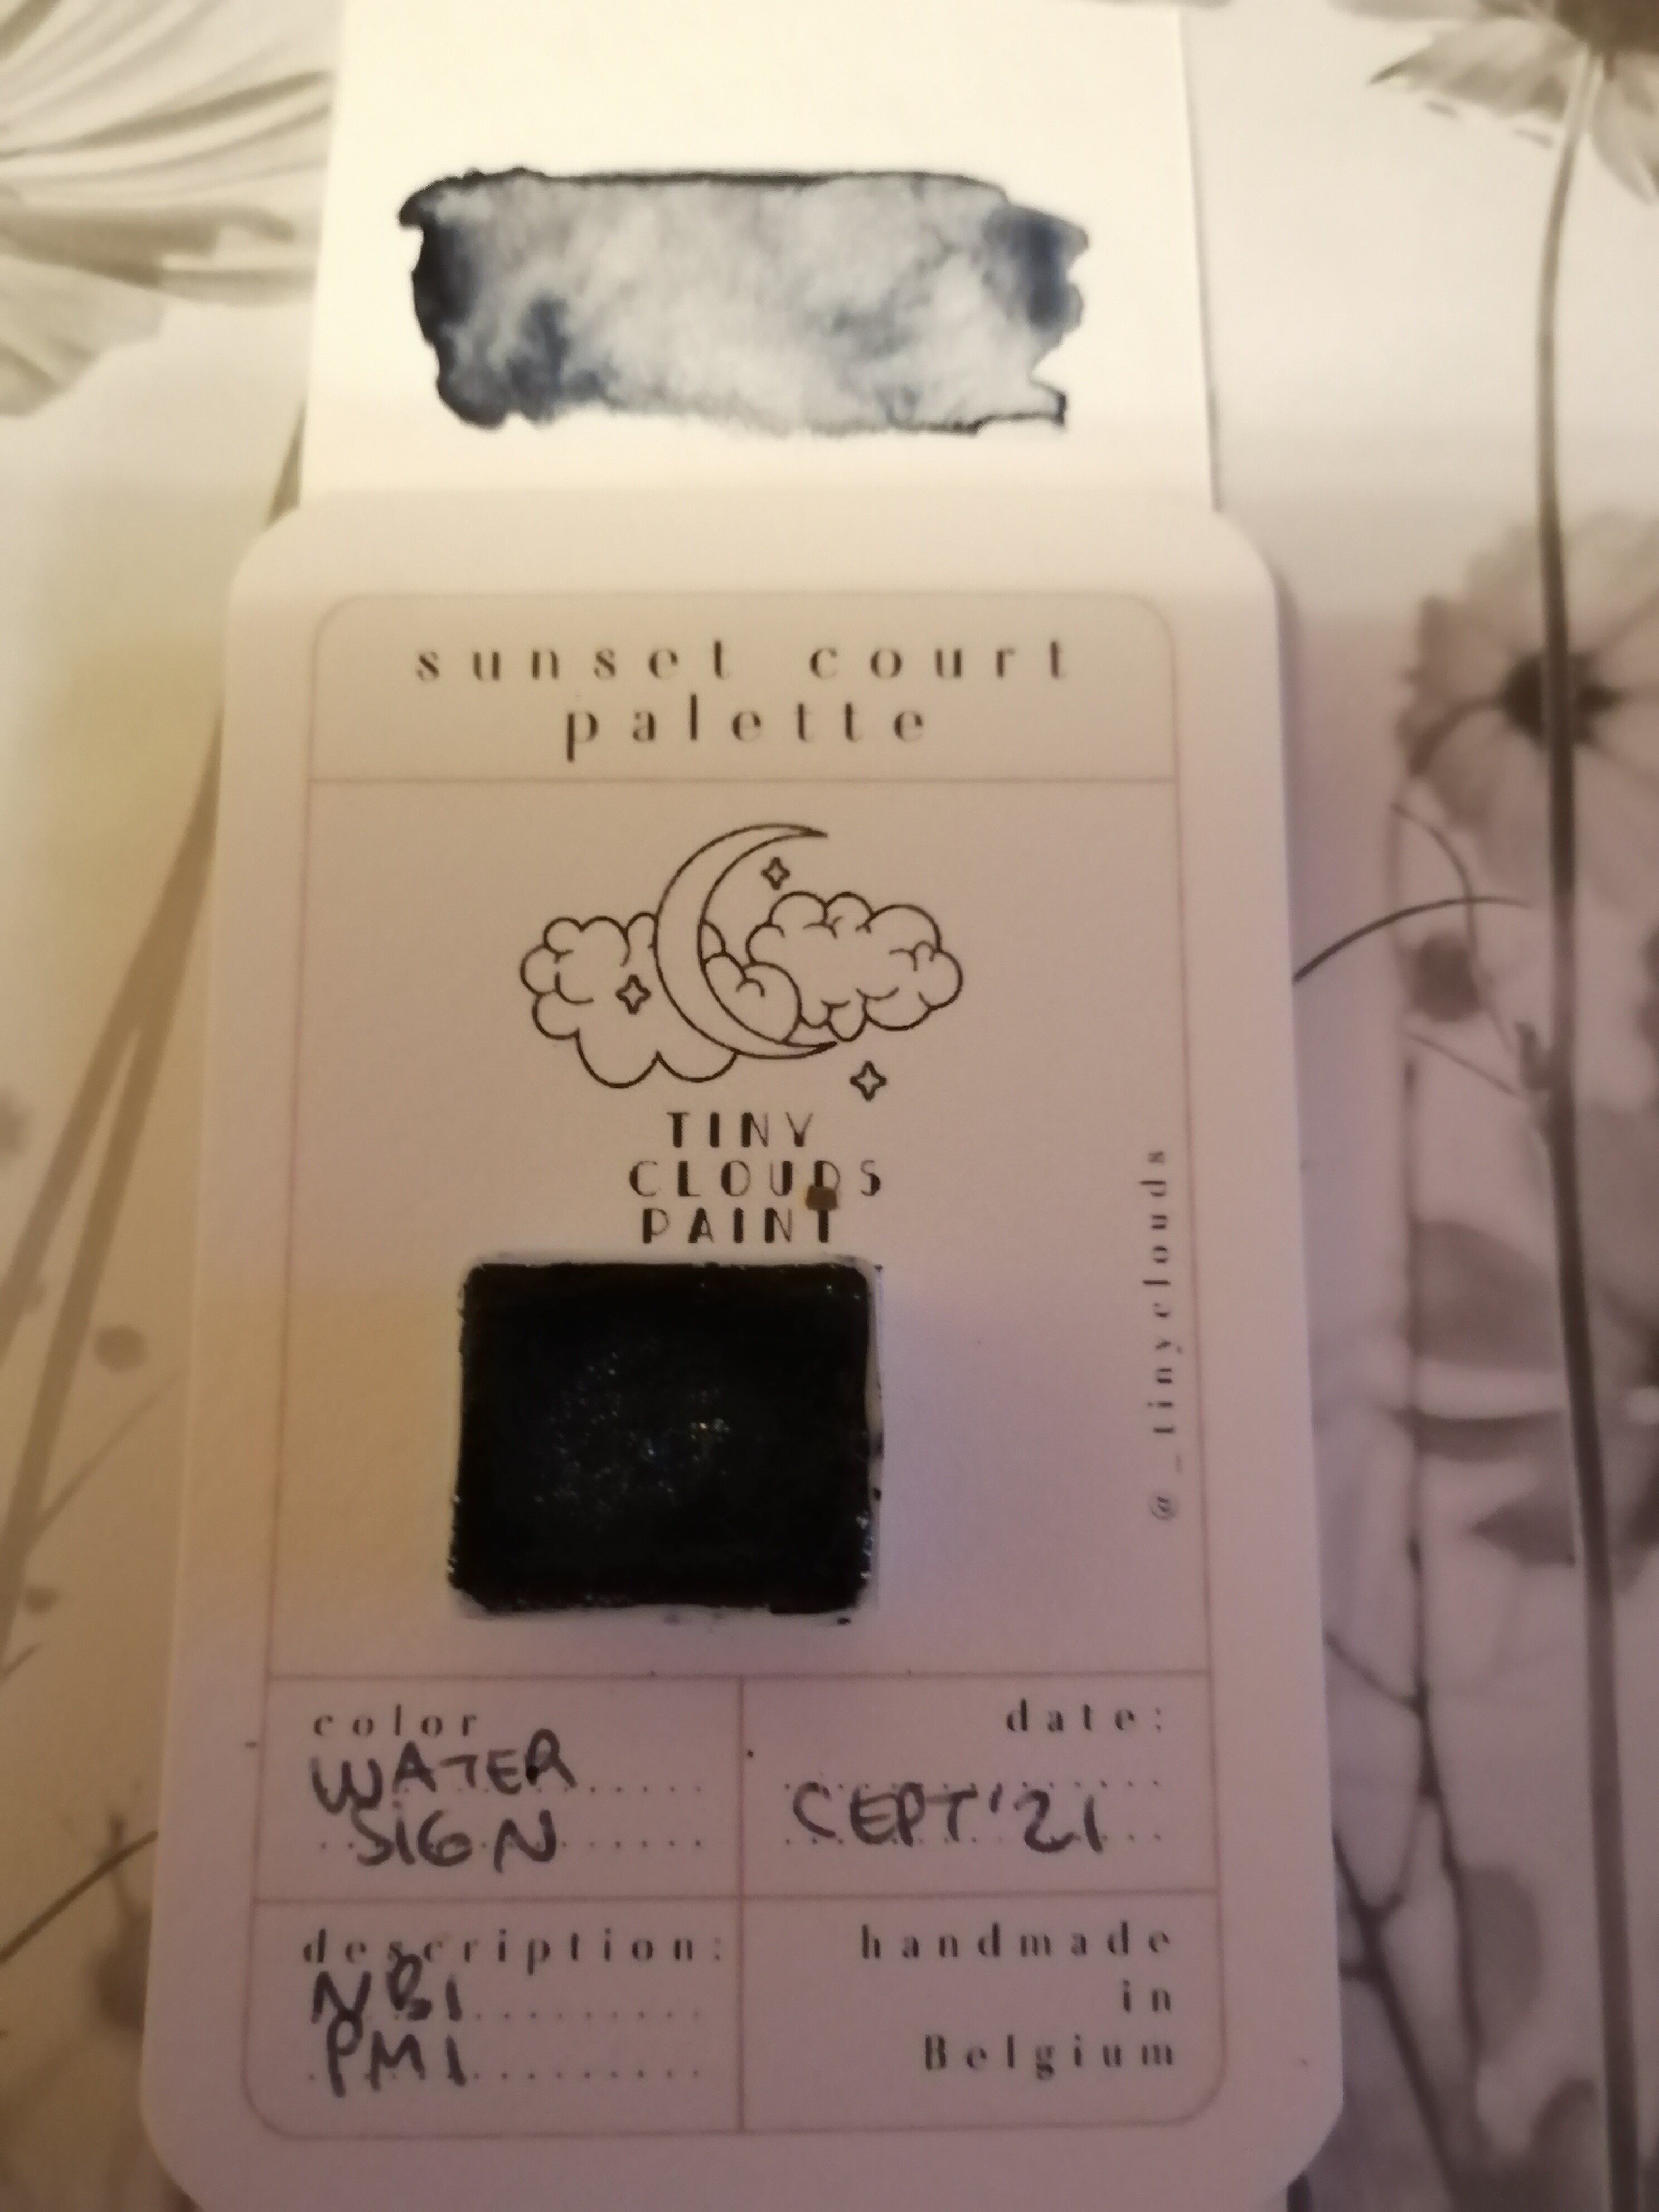 sunset court
palette
TINY
CLOUDS
PAINT
@_tinyclouds
color
WATER
SIGN
date:
CEPT'21
description:
NB1
PM1
handmade
in
Belgium